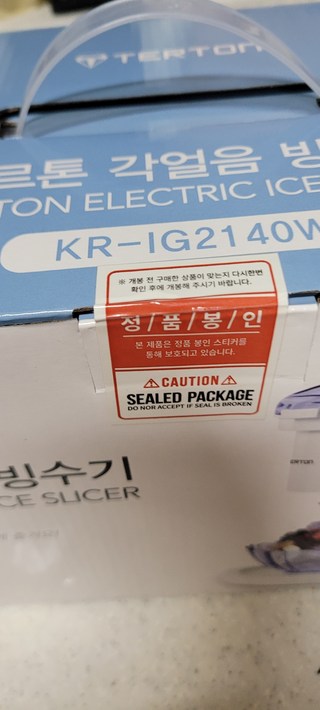 TERTON
르톤 각얼음 빙
TON ELECTRIC ICE
KR-IG2140W
※ 개봉 전 구매한 상품이 맞는지 다시한번
확인 후에 개봉해 주시기 바랍니다.
정/품/봉/인
본 제품은 정품 봉인 스티커를
통해 보호되고 있습니다.
⚠CAUTION⚠
SEALED PACKAGE
DO NOR ACCEPT IF SEAL IS BROKEN
빙수기
CE SLICER
TERTON